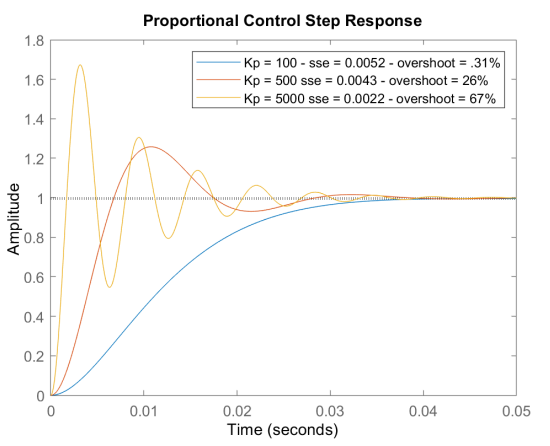 Proportional Control Step Response
Kp = 100 - sse = 0.0052 - overshoot = .31%
Kp = 500 sse = 0.0043 - overshoot = 26%
Kp = 5000 sse = 0.0022 - overshoot = 67%
Amplitude
1.8
1.6
1.4
1.2
1
0.8
0.6
0.4
0.2
0
0 0.01 0.02 0.03 0.04 0.05
Time (seconds)